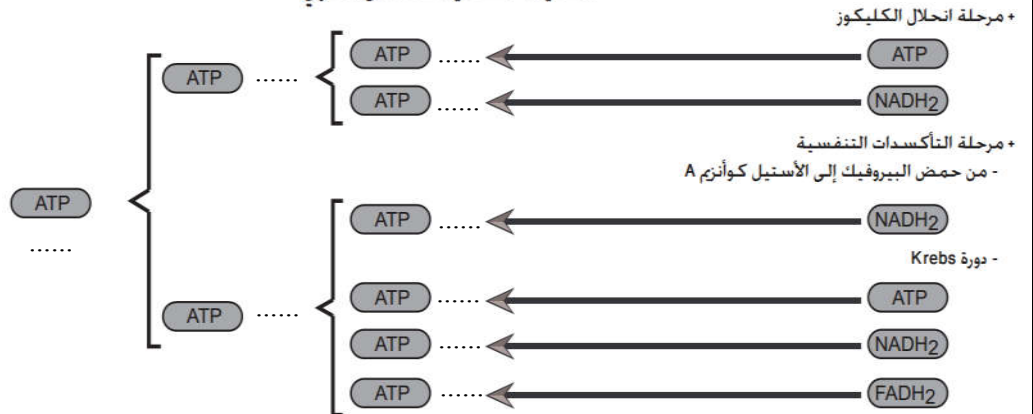 + مرحلة انحلال الكليكوز
ATP ...... ATP
ATP ...... ATP
ATP ...... NADH2
+ مرحلة التأكسدات التنفسية
- من حمض البيروفيك إلى الأستيل كوأنزيم A
ATP
......
ATP ...... NADH2
- دورة Krebs
ATP ...... ATP
ATP ......
ATP ...... NADH2
ATP ...... FADH2